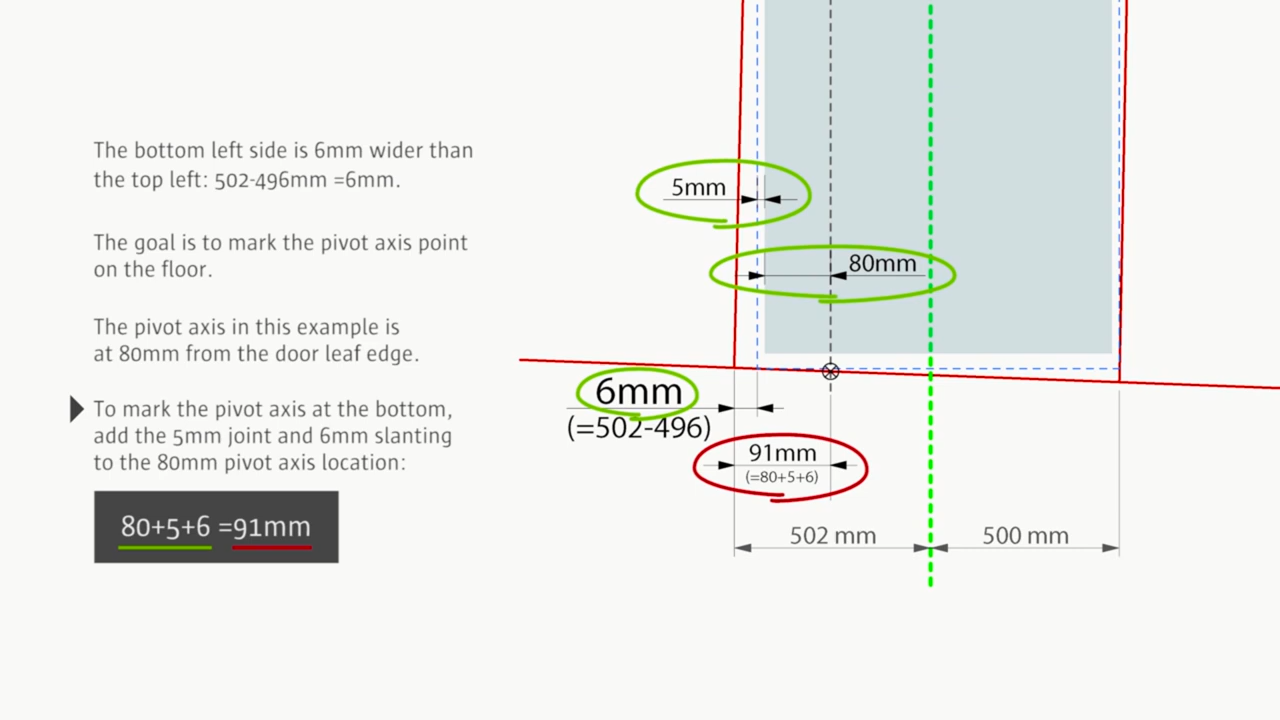 The bottom left side is 6mm wider than
the top left: 502-496mm =6mm.
The goal is to mark the pivot axis point
on the floor.
The pivot axis in this example is
at 80mm from the door leaf edge.
To mark the pivot axis at the bottom,
add the 5mm joint and 6mm slanting
to the 80mm pivot axis location:
80+5+6 =91mm
5mm
80mm
6mm
(=502-496)
91mm
(=80+5+6)
502 mm
500 mm